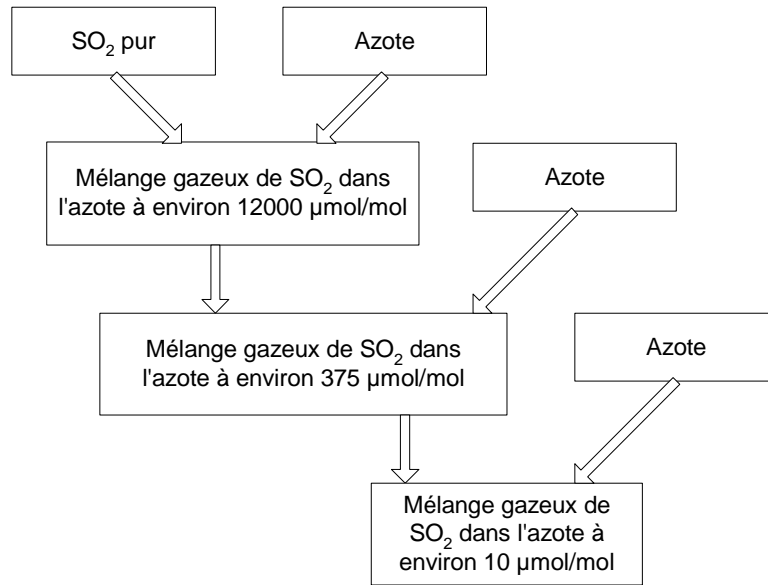 SO₂ pur
Azote
Mélange gazeux de SO₂ dans
l'azote à environ 12000 µmol/mol
Azote
Mélange gazeux de SO₂ dans
l'azote à environ 375 µmol/mol
Azote
Mélange gazeux de
SO₂ dans l'azote à
environ 10 µmol/mol